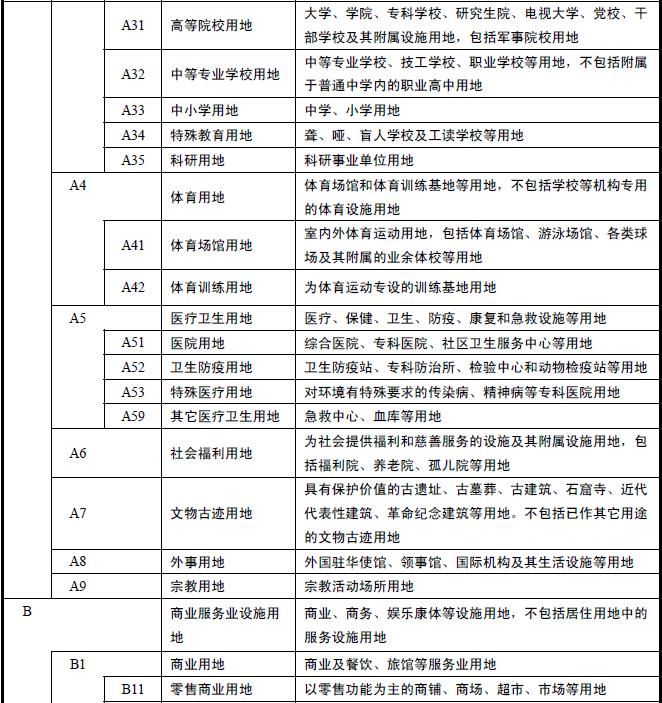 A31 高等院校用地 大学、学院、专科学校、研究生院、电视大学、党校、干
部学校及其附属设施用地，包括军事院校用地
A32 中等专业学校用地 中等专业学校、技工学校、职业学校等用地，不包括附属
于普通中学内的职业高中用地
A33 中小学用地 中学、小学用地
A34 特殊教育用地 聋、哑、盲人学校及工读学校等用地
A35 科研用地 科研事业单位用地
A4 体育用地 体育场馆和体育训练基地等用地，不包括学校等机构专用
的体育设施用地
A41 体育场馆用地 室内外体育运动用地，包括体育场馆、游泳场馆、各类球
场及其附属的业余体校等用地
A42 体育训练用地 为体育运动专设的训练基地用地
A5 医疗卫生用地 医疗、保健、卫生、防疫、康复和急救设施等用地
A51 医院用地 综合医院、专科医院、社区卫生服务中心等用地
A52 卫生防疫用地 卫生防疫站、专科防治所、检验中心和动物检疫站等用地
A53 特殊医疗用地 对环境有特殊要求的传染病、精神病等专科医院用地
A59 其它医疗卫生用地 急救中心、血库等用地
A6 社会福利用地 为社会提供福利和慈善服务的设施及其附属设施用地，包
括福利院、养老院、孤儿院等用地
A7 文物古迹用地 具有保护价值的古遗址、古墓葬、古建筑、石窟寺、近代
代表性建筑、革命纪念建筑等用地。不包括已作其它用途
的文物古迹用地
A8 外事用地 外国驻华使馆、领事馆、国际机构及其生活设施等用地
A9 宗教用地 宗教活动场所用地
B 商业服务业设施用
地 商业、商务、娱乐康体等设施用地，不包括居住用地中的
服务设施用地
B1 商业用地 商业及餐饮、旅馆等服务业用地
B11 零售商业用地 以零售功能为主的商铺、商场、超市、市场等用地